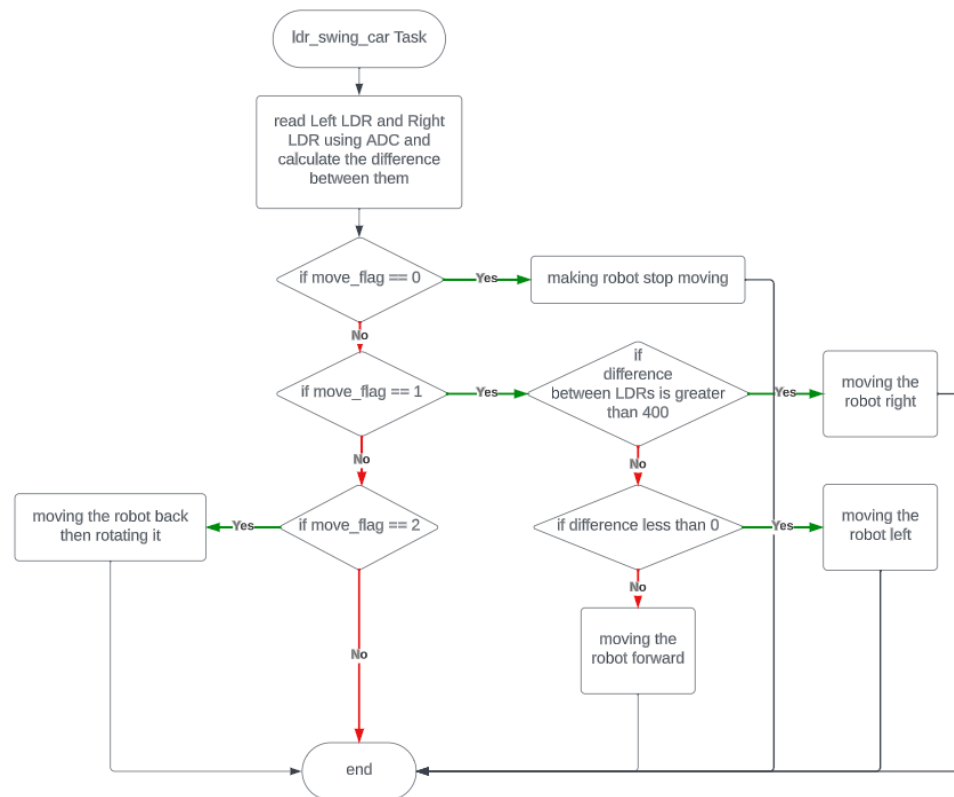 ldr_swing_car Task
read Left LDR and Right
LDR using ADC and
calculate the difference
between them
if move_flag == 0
Yes
making robot stop moving
No
if move_flag == 1
Yes
if
difference
between LDRs is greater
than 400
Yes
moving the
robot right
No
No
moving the robot back
then rotating it
Yes
if move_flag == 2
if difference less than 0
Yes
moving the
robot left
No
No
moving the
robot forward
end